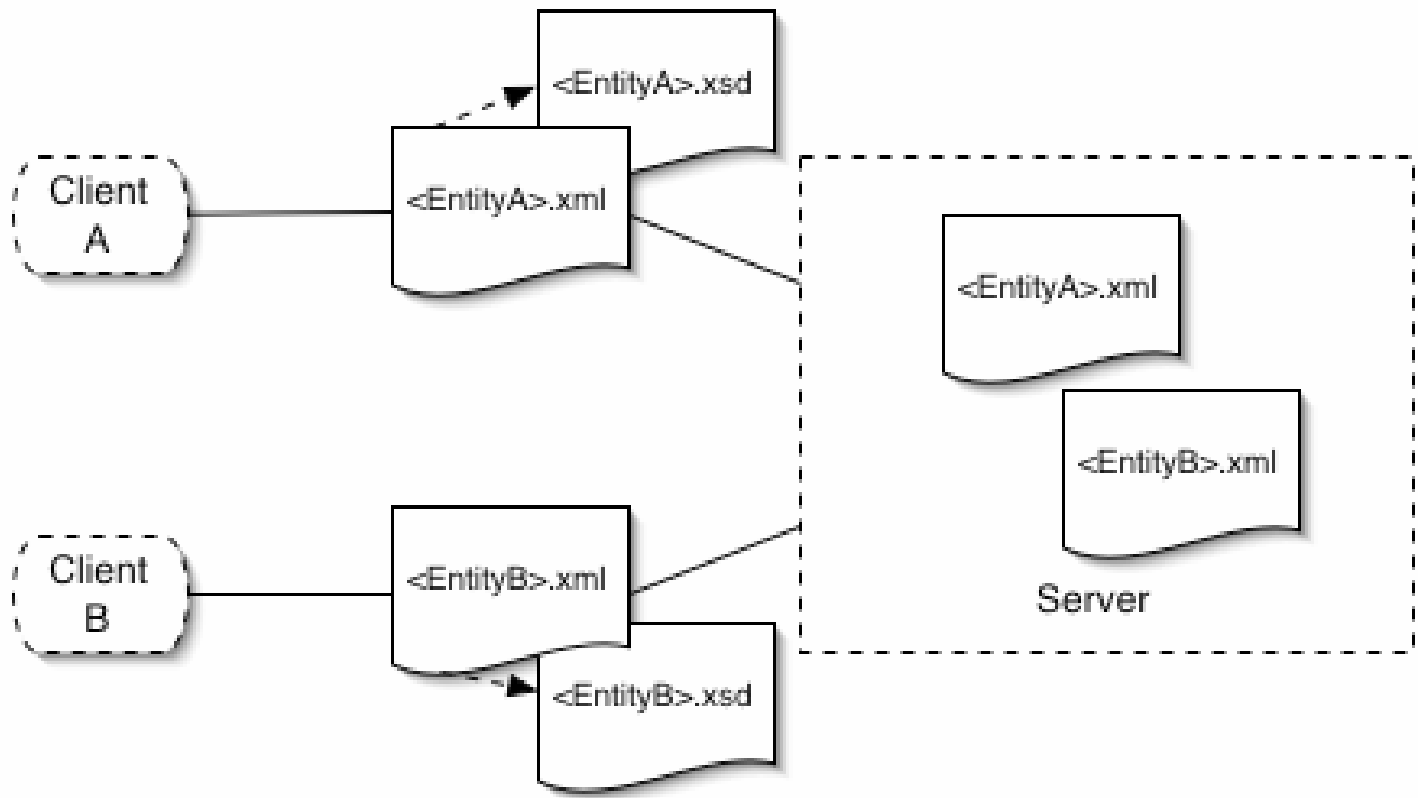 <EntityA>.xsd
<EntityA>.xml
Client
A
<EntityA>.xml
<EntityB>.xml
Server
Client
B
<EntityB>.xml
<EntityB>.xsd